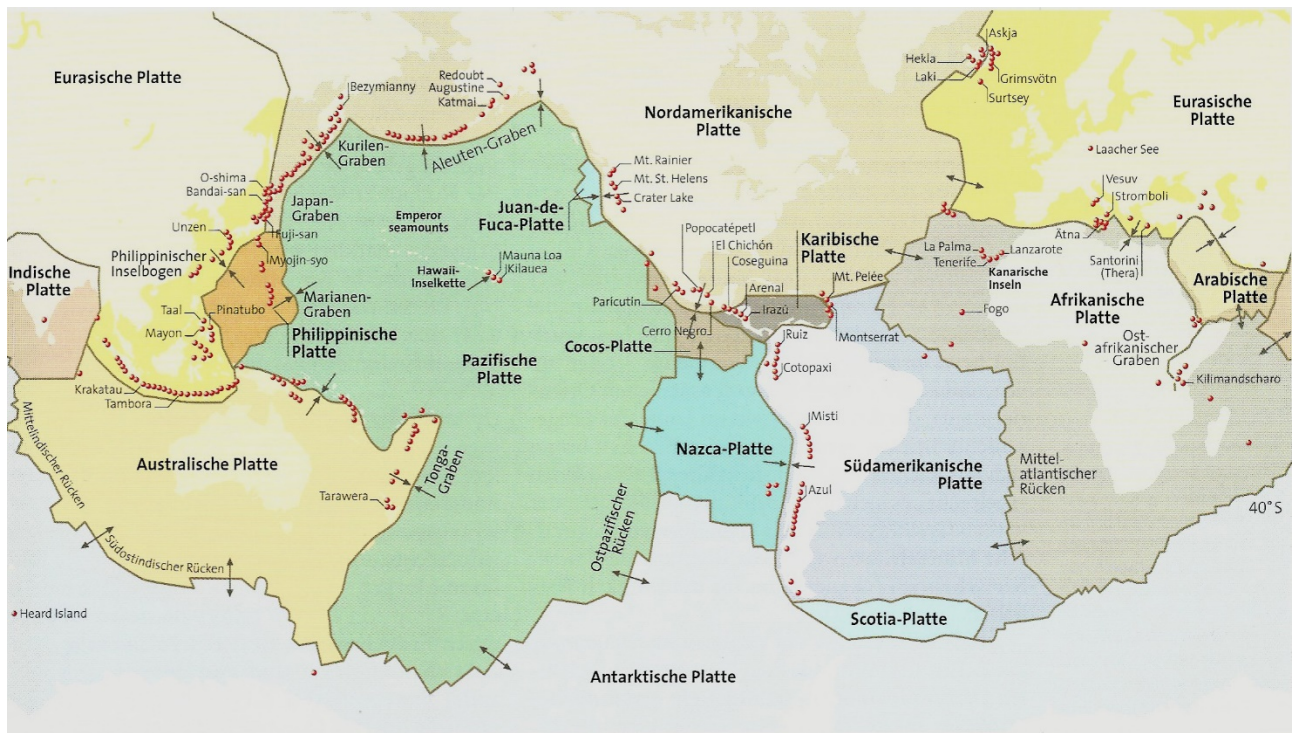 Eurasische Platte
Bezymianny
Redoubt
Augustine
Katmai
Kurilen-
Graben
Aleuten-Graben
O-shima
Bandai-san
Japan-
Graben
Emperor
seamounts
Unzen
Fuji-san
Philippinischer
Inselbogen
Myojin-syo
Hawaii-
Inselkette
Mauna Loa
Kilauea
Indische
Platte
Taal
Pinatubo
Marianen-
Graben
Mayon
Philippinische
Platte
Pazifische
Platte
Krakatau
Tambora
Mittelindischer Rücken
Australische Platte
Tonga-
Graben
Tarawera
Südostindischer Rücken
Heard Island
Ostpazifischer
Rücken
Antarktische Platte
Nordamerikanische
Platte
Mt. Rainier
Mt. St. Helens
Crater Lake
Juan-de-
Fuca-Platte
Popocatépetl
El Chichón
Coseguina
Karibische
Platte
Paricutin
Arenal
Irazù
Mt. Pelée
Cerro Negro
Cocos-Platte
Ruiz
Montserrat
Cotopaxi
Nazca-Platte
Misti
Azul
Südamerikanische
Platte
Scotia-Platte
Askja
Hekla
Laki
Grimsvötn
Surtsey
Eurasische
Platte
Laacher See
Vesuv
Stromboli
Ätna
La Palma
Teneriffe
Lanzarote
Kanarische
Inseln
Santorini
(Thera)
Arabische
Platte
Fogo
Afrikanische
Platte
Ost-
afrikanischer
Graben
Kilimandscharo
Mittel-
atlantischer
Rücken
40°S